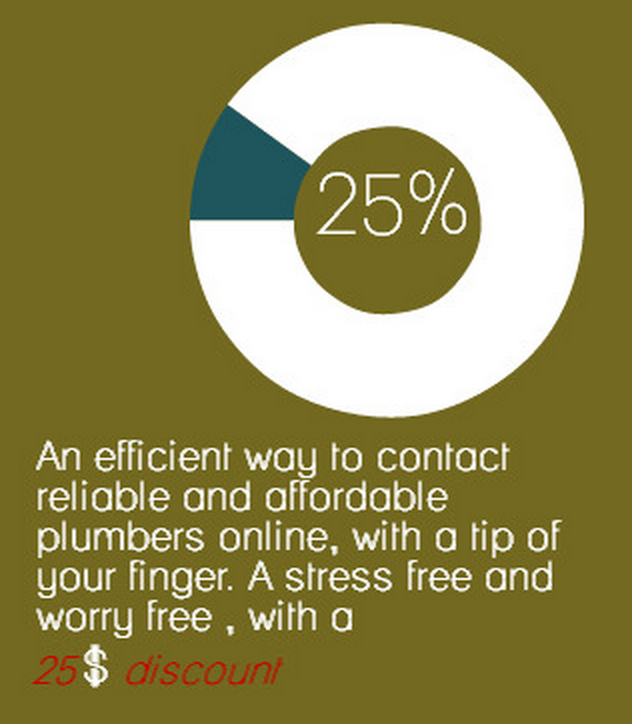 25%
An efficient way to contact
reliable and affordable
plumbers online, with a tip of
your finger. A stress free and
worry free , with a
25$ discount